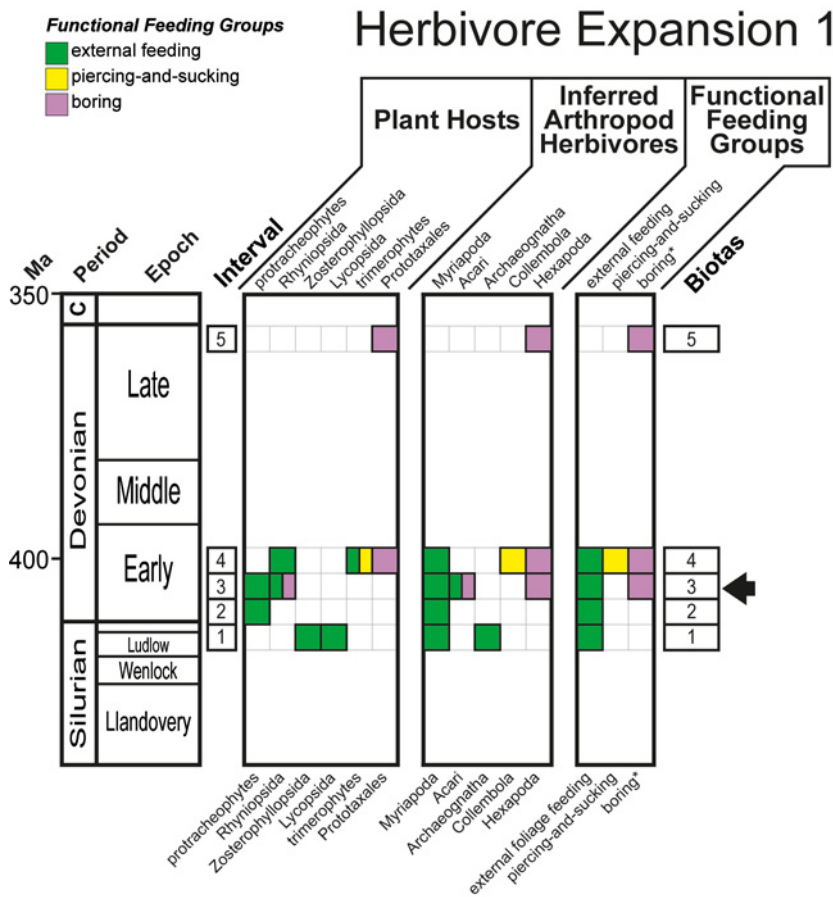 Functional Feeding Groups
external feeding
piercing-and-sucking
boring
Herbivore Expansion 1
Plant Hosts
Inferred
Arthropod
Herbivores
Functional
Feeding
Groups
Ma
Period
Epoch
Interval
protracheophytes
Rhyniopsida
Zosterophyllopsida
Lycopsida
trimerophytes
Prototaxales
Myriapoda
Acari
Archaeognatha
Collembola
Hexapoda
external feeding
piercing-and-sucking
boring*
Biotas
350
C
5
5
Devonian
Late
Middle
400
Early
4
4
3
3
2
2
Silurian
1
1
Ludlow
Wenlock
Llandovery
protracheophytes
Rhyniopsida
Zosterophyllopsida
Lycopsida
trimerophytes
Prototaxales
Myriapoda
Acari
Archaeognatha
Collembola
Hexapoda
external foliage feeding
piercing-and-sucking
boring*